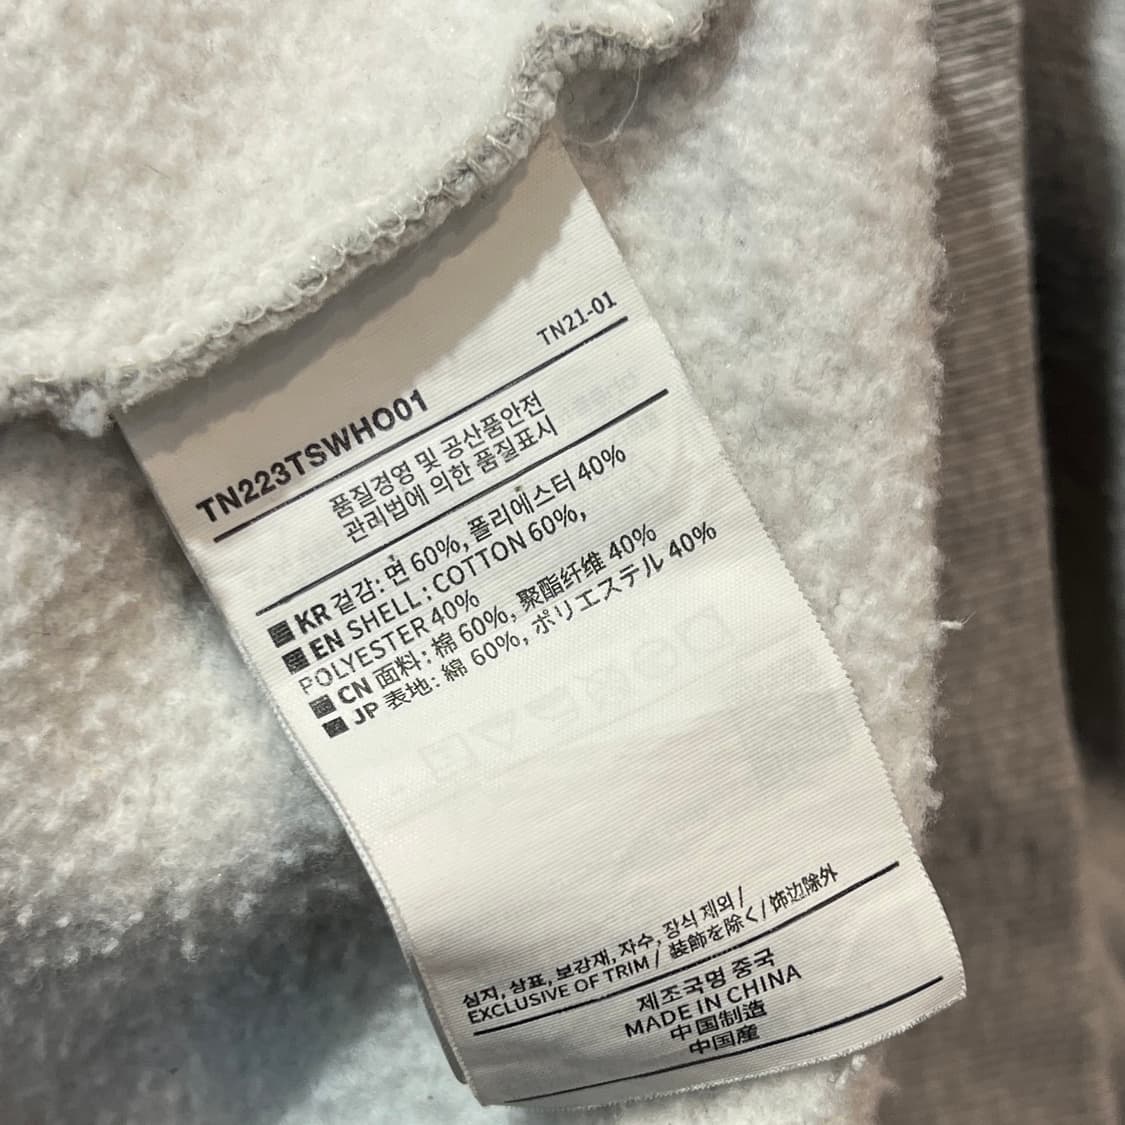 TN21-01
TN223TSWHO01
품질경영 및 공산품안전
관리법에 의한 품질표시
KR 겉감: 면 60%, 폴리에스터 40%
EN SHELL : COTTON 60%,
POLYESTER 40%
CN 面料: 棉 60%, 聚酯纤维 40%
JP 表地: 綿 60%, ポリエステル 40%
심지, 상표, 보강재, 자수, 장식 제외 /
EXCLUSIVE OF TRIM / 装飾を除く / 饰边除外
제조국명 중국
MADE IN CHINA
中国制造
中国産